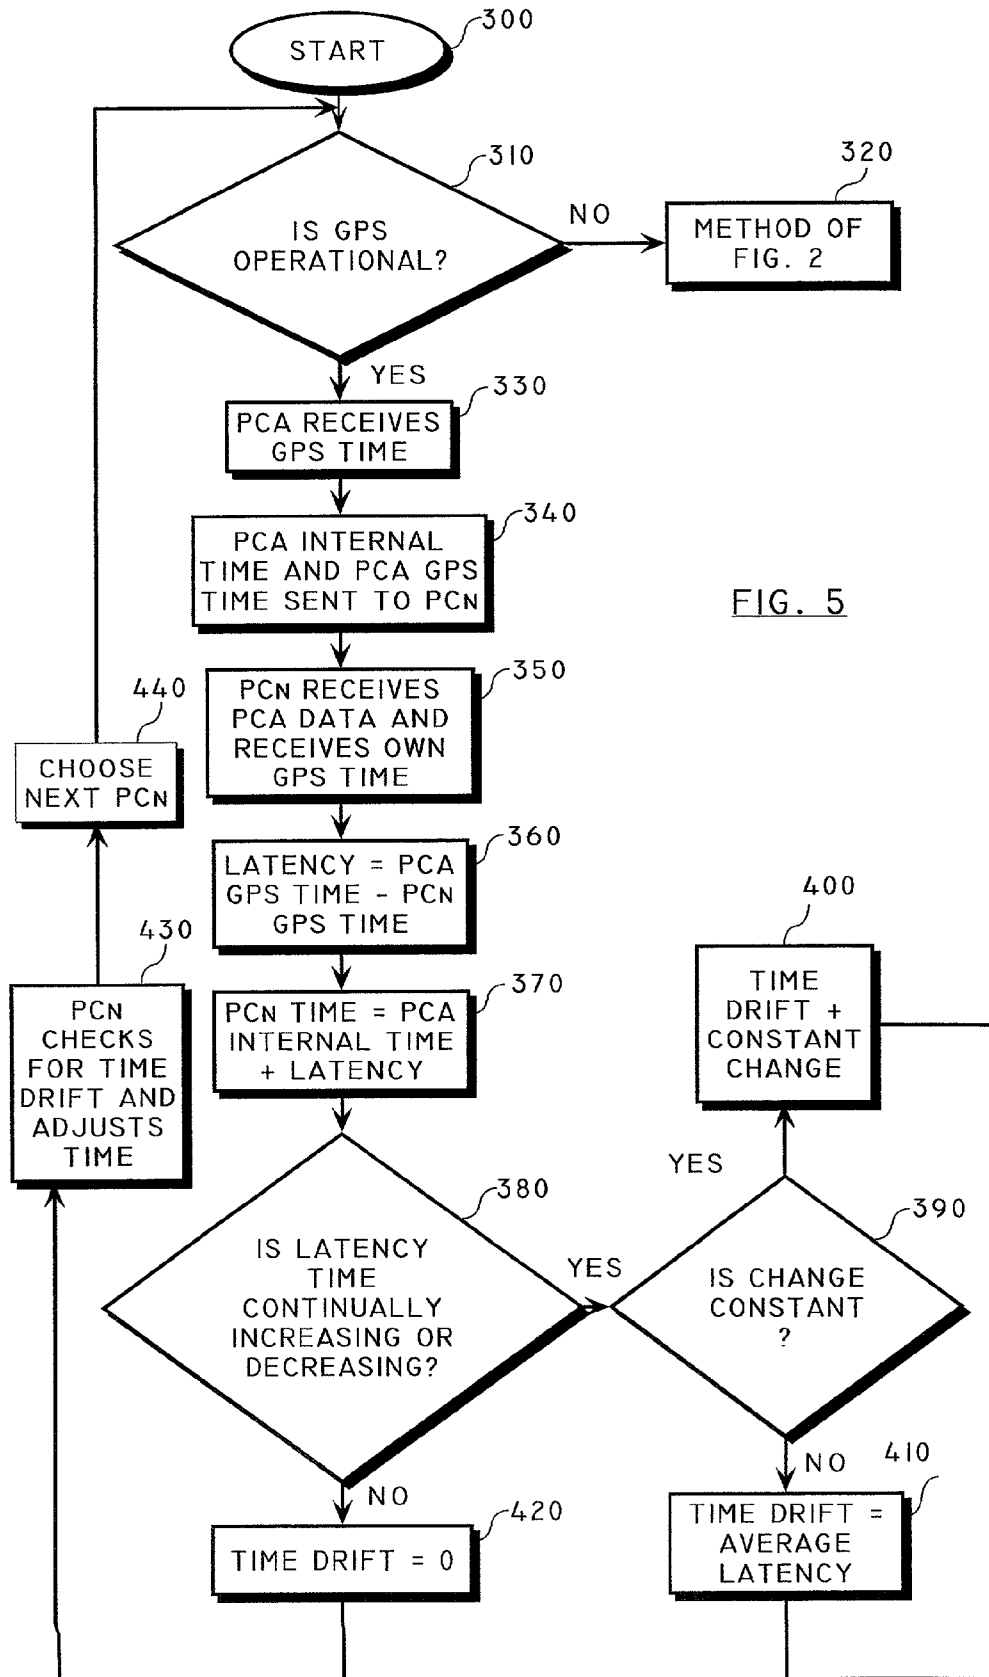 START
300
310
IS GPS
OPERATIONAL?
NO
320
METHOD OF
FIG. 2
YES
330
PCA RECEIVES
GPS TIME
340
PCA INTERNAL
TIME AND PCA GPS
TIME SENT TO PCN
FIG. 5
350
PCN RECEIVES
PCA DATA AND
RECEIVES OWN
GPS TIME
440
CHOOSE
NEXT PCN
360
LATENCY = PCA
GPS TIME - PCN
GPS TIME
430
PCN
CHECKS
FOR TIME
DRIFT AND
ADJUSTS
TIME
370
PCN TIME = PCA
INTERNAL TIME
+ LATENCY
400
TIME
DRIFT +
CONSTANT
CHANGE
YES
380
IS LATENCY
TIME
CONTINUALLY
INCREASING OR
DECREASING?
YES
390
IS CHANGE
CONSTANT
?
NO
420
TIME DRIFT = 0
NO
410
TIME DRIFT =
AVERAGE
LATENCY